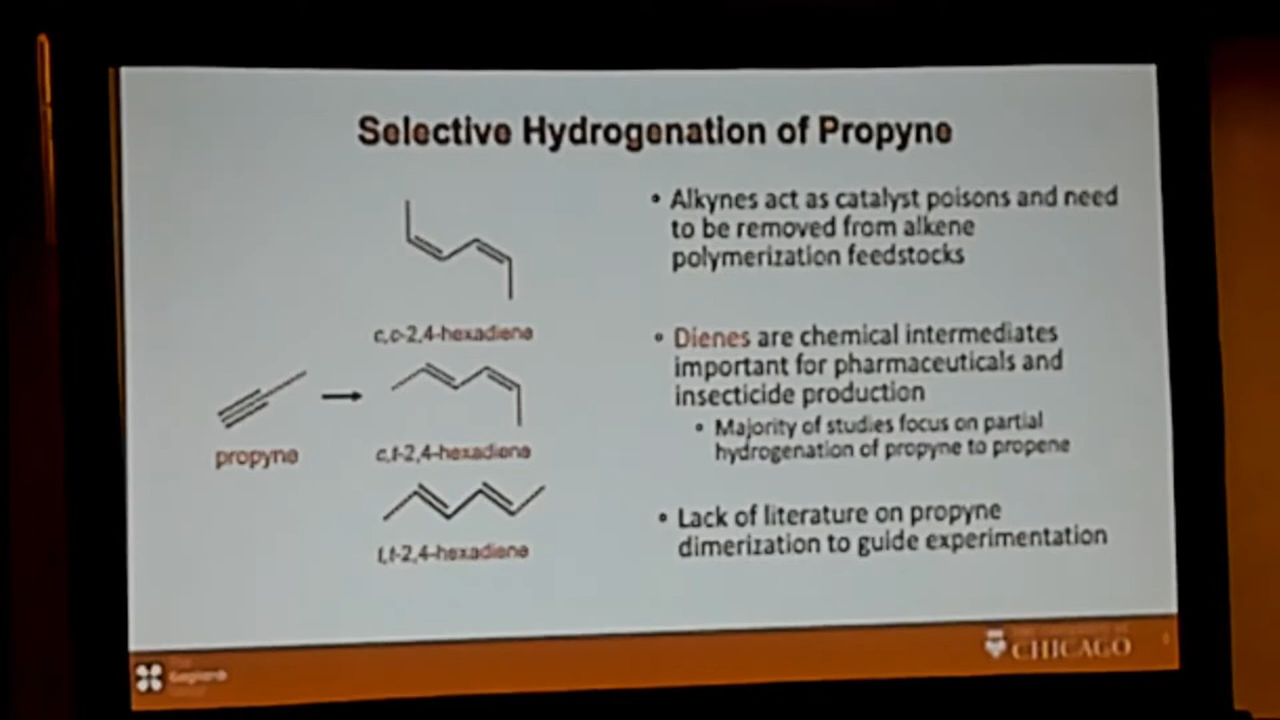 Selective Hydrogenation of Propyne
c,c-2,4-hexadiene
propyne
c,t-2,4-hexadiene
t,t-2,4-hexadiene
• Alkynes act as catalyst poisons and need
to be removed from alkene
polymerization feedstocks
• Dienes are chemical intermediates
important for pharmaceuticals and
insecticide production
• Majority of studies focus on partial
hydrogenation of propyne to propene
• Lack of literature on propyne
dimerization to guide experimentation
CHICAGO